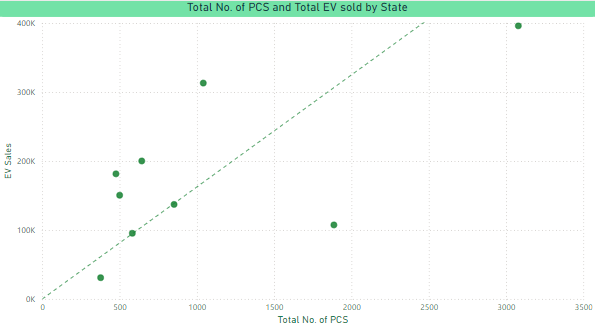 Total No. of PCS and Total EV sold by State
400K
300K
200K
100K
0K
EV Sales
0 500 1000 1500 2000 2500 3000 3500
Total No. of PCS